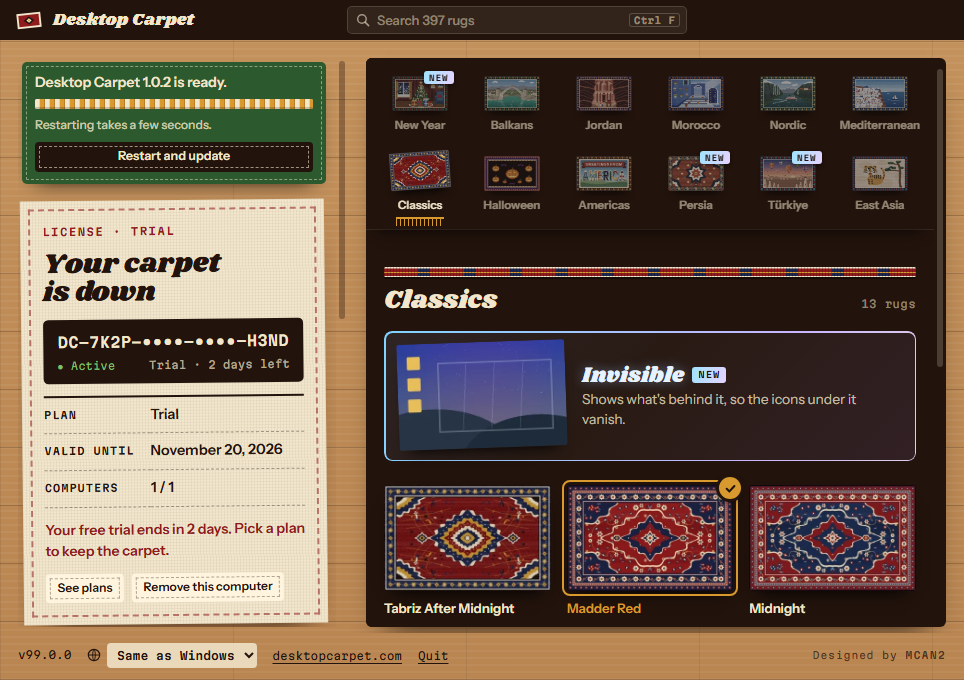 Desktop Carpet
Search 397 rugs
Ctrl F
Desktop Carpet 1.0.2 is ready.
Restarting takes a few seconds.
Restart and update
LICENSE · TRIAL
Your carpet
is down
DC-7K2P-••••-••••-H3ND
• Active
Trial · 2 days left
PLAN
Trial
VALID UNTIL
November 20, 2026
COMPUTERS
1 / 1
Your free trial ends in 2 days. Pick a plan
to keep the carpet.
See plans
Remove this computer
NEW
New Year
Balkans
Jordan
Morocco
Nordic
Mediterranean
NEW
NEW
Classics
Halloween
Americas
Persia
Türkiye
East Asia
Classics
13 rugs
Invisible
NEW
Shows what's behind it, so the icons under it
vanish.
Tabriz After Midnight
Madder Red
Midnight
v99.0.0
Same as Windows
desktopcarpet.com
Quit
Designed by MCAN2